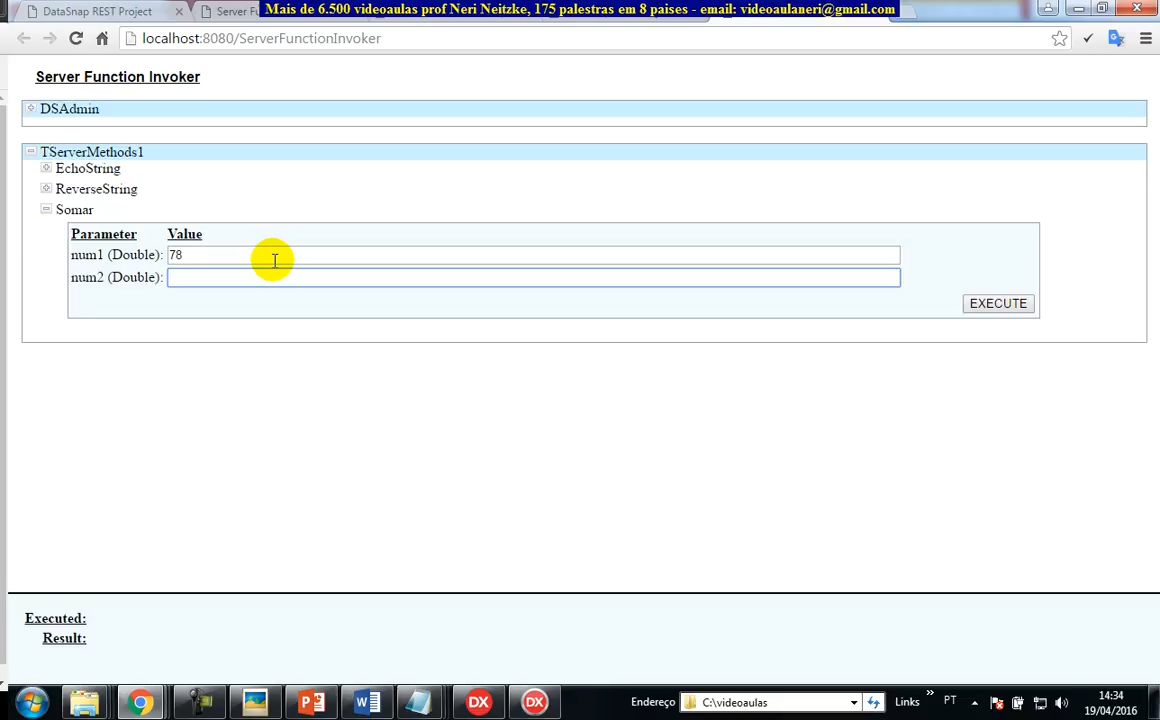 Mais de 6.500 videoaulas prof Neri Neitzke, 175 palestras em 8 paises - email: videoaulaneri@gmail.com
DataSnap REST Project
Server Fu
localhost:8080/ServerFunctionInvoker
Server Function Invoker
DSAdmin
TServerMethods1
EchoString
ReverseString
Somar
Parameter Value
num1 (Double): 78
num2 (Double):
EXECUTE
Executed:
Result:
Endereço C:\videoaulas Links » PT
14:34
19/04/2016